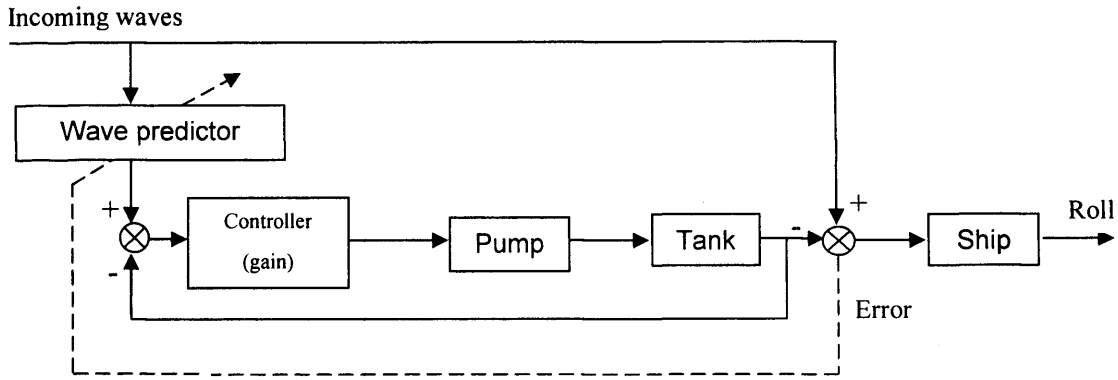 Incoming waves
Wave predictor
+
Controller
(gain)
Pump
Tank
-
+
Ship
Roll
-
Error